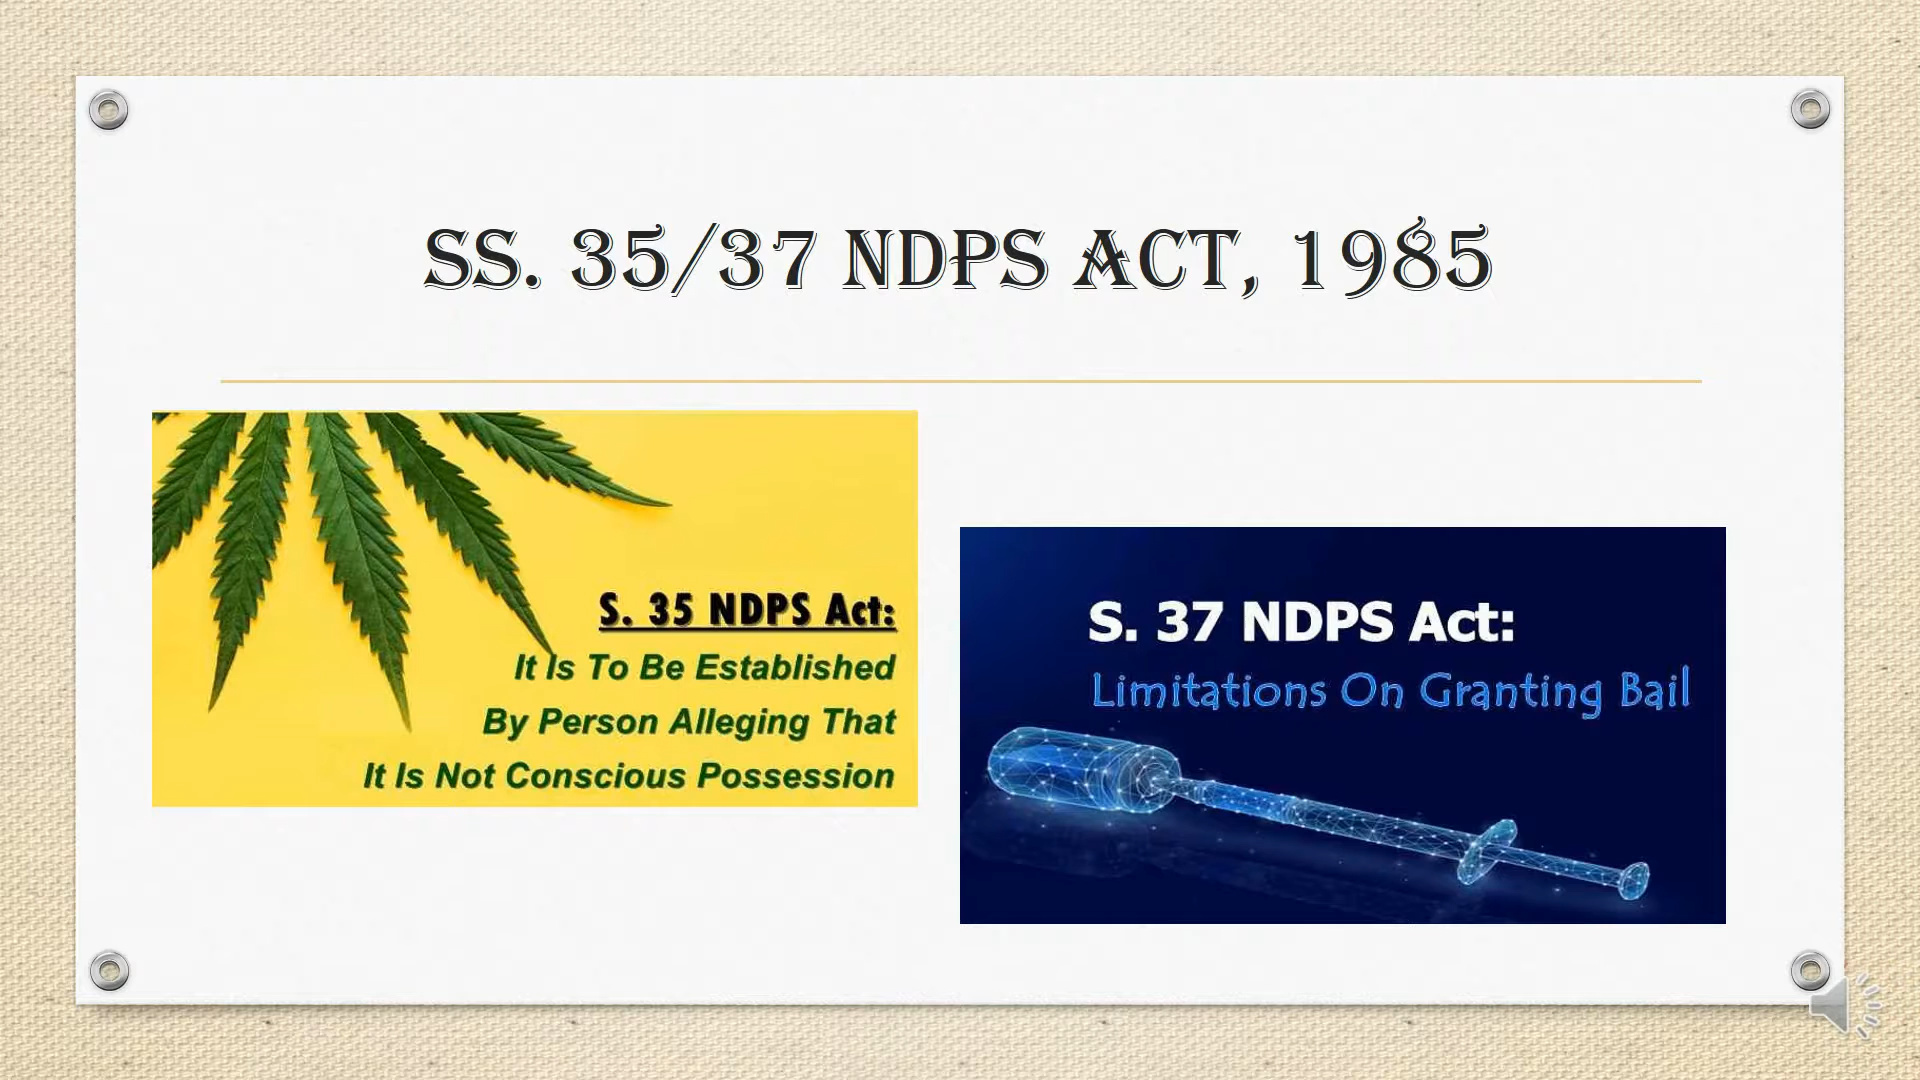 SS. 35/37 NDPS ACT, 1985
S. 35 NDPS Act:
It Is To Be Established
By Person Alleging That
It Is Not Conscious Possession
S. 37 NDPS Act:
Limitations On Granting Bail